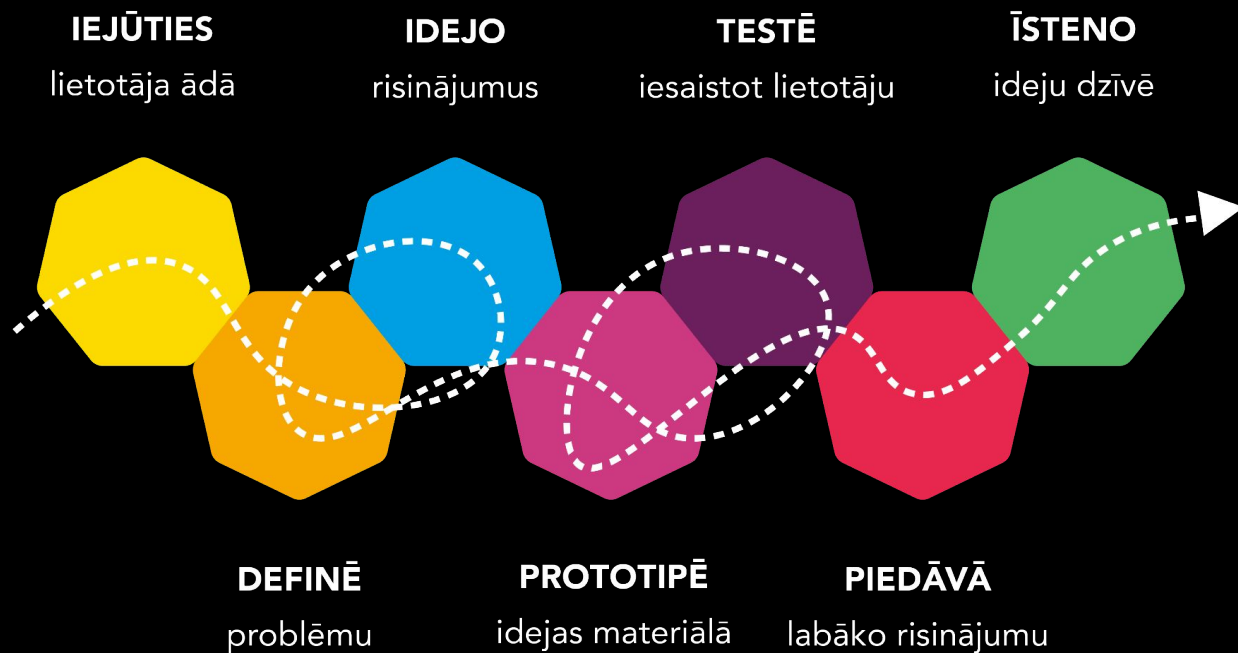 IEJŪTIES
lietotāja ādā
IDEJO
risinājumus
TESTĒ
iesaistot lietotāju
ĪSTENO
ideju dzīvē
DEFINĒ
problēmu
PROTOTIPĒ
idejas materiālā
PIEDĀVĀ
labāko risinājumu